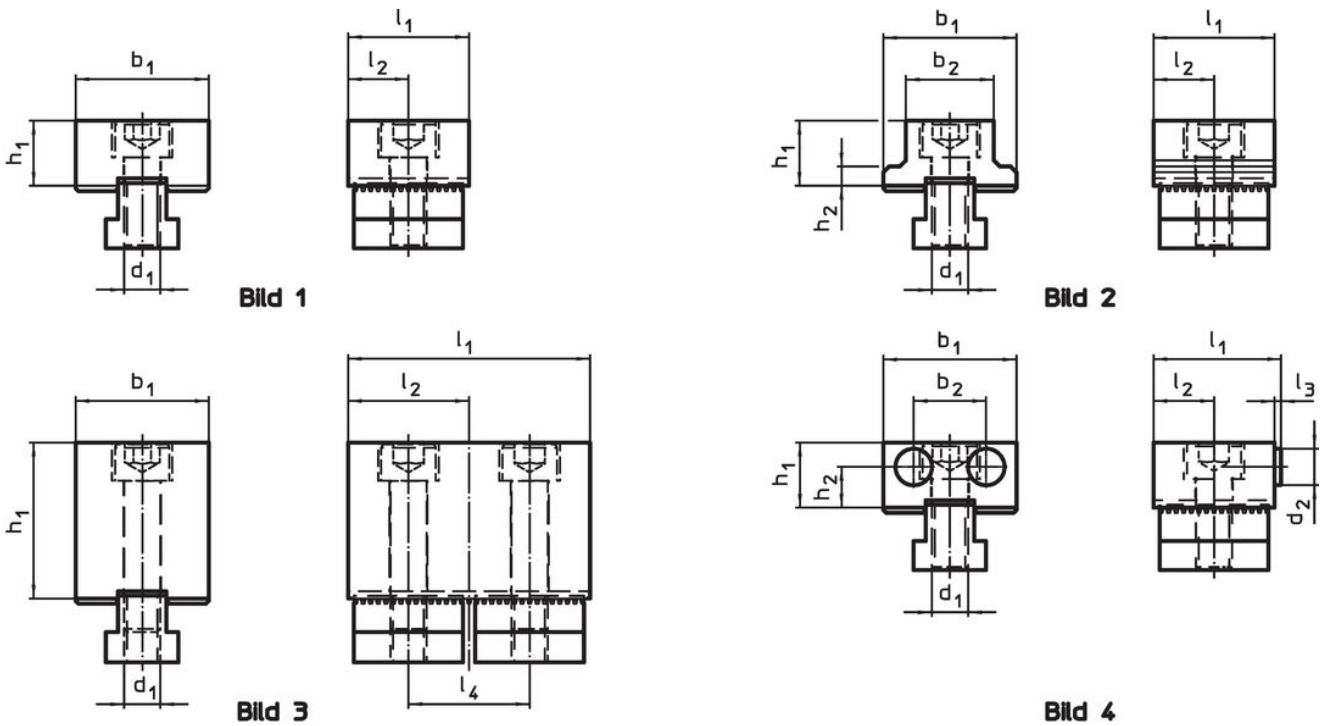 b₁
h₁
d₁
l₁
l₂
Bild 1
b₁
b₂
h₁
h₂
d₁
l₁
l₂
Bild 2
b₁
h₁
d₁
l₁
l₂
l₄
Bild 3
b₁
b₂
h₁
h₂
d₁
l₁
l₂
l₃
d₂
Bild 4